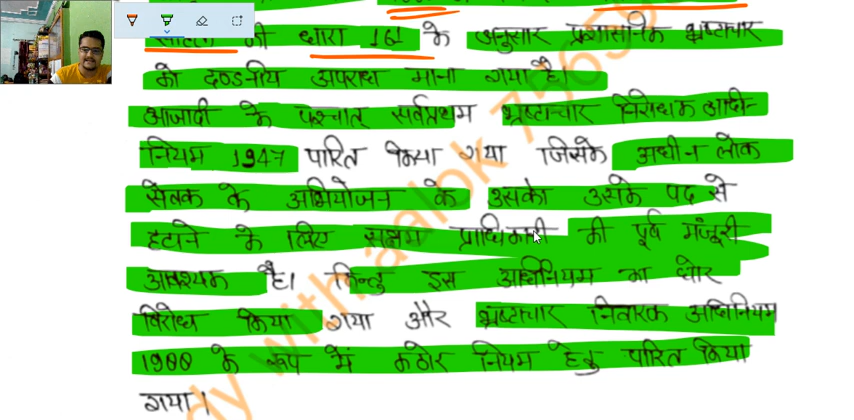 संहिता की धारा 161 के अनुसार प्रशासनिक भ्रष्टाचार
को दण्डनीय अपराध माना गया है।
आजादी के पश्चात सर्वप्रथम भ्रष्टाचार निरोधक अधि-
नियम 1947 पारित किया गया जिसके अधीन लोक
सेवक के अभियोजन के उसको उसके पद से
हटाने के लिए सक्षम प्राधिकारी की पूर्व मंजूरी
आवश्यक है। किन्तु इस अधिनियम का घोर
विरोध किया गया और भ्रष्टाचार निवारक अधिनियम
1988 के रूप में कठोर नियम हेतु पारित किया
गया।